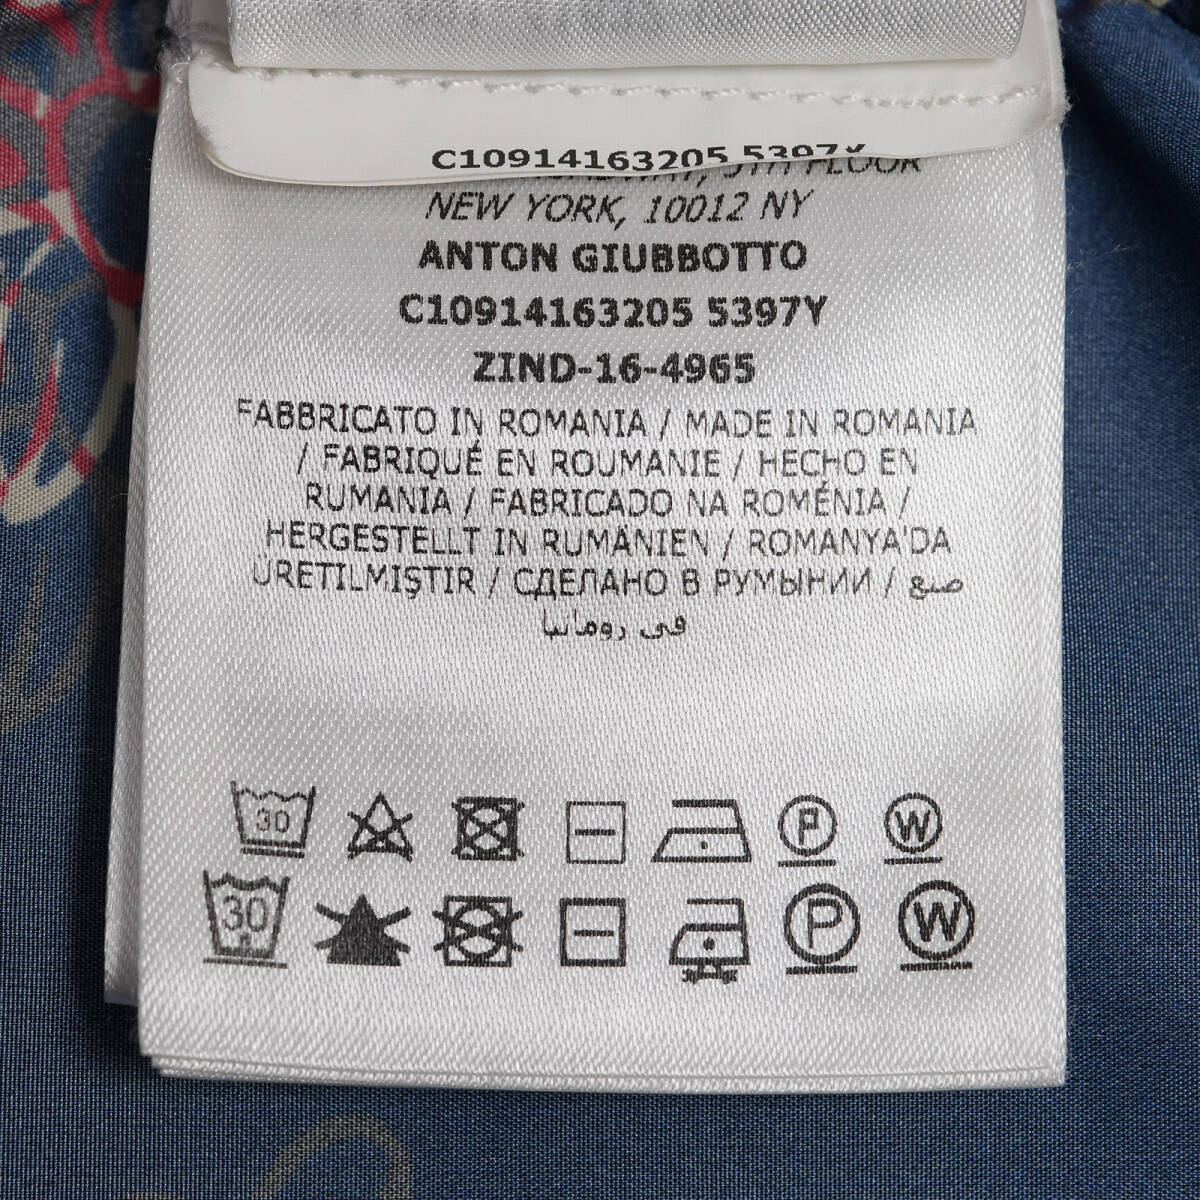 C10914163205 5397Y
5TH FLOOR
NEW YORK, 10012 NY
ANTON GIUBBOTTO
C10914163205 5397Y
ZIND-16-4965
FABBRICATO IN ROMANIA / MADE IN ROMANIA
/ FABRIQUÉ EN ROUMANIE / HECHO EN
RUMANIA / FABRICADO NA ROMÉNIA /
HERGESTELLT IN RUMÄNIEN / ROMANYA'DA
ÜRETILMIŞTIR / СДЕЛАНО В РУМЫНИИ / صنع
في رومانيا
30 P W
30 P W